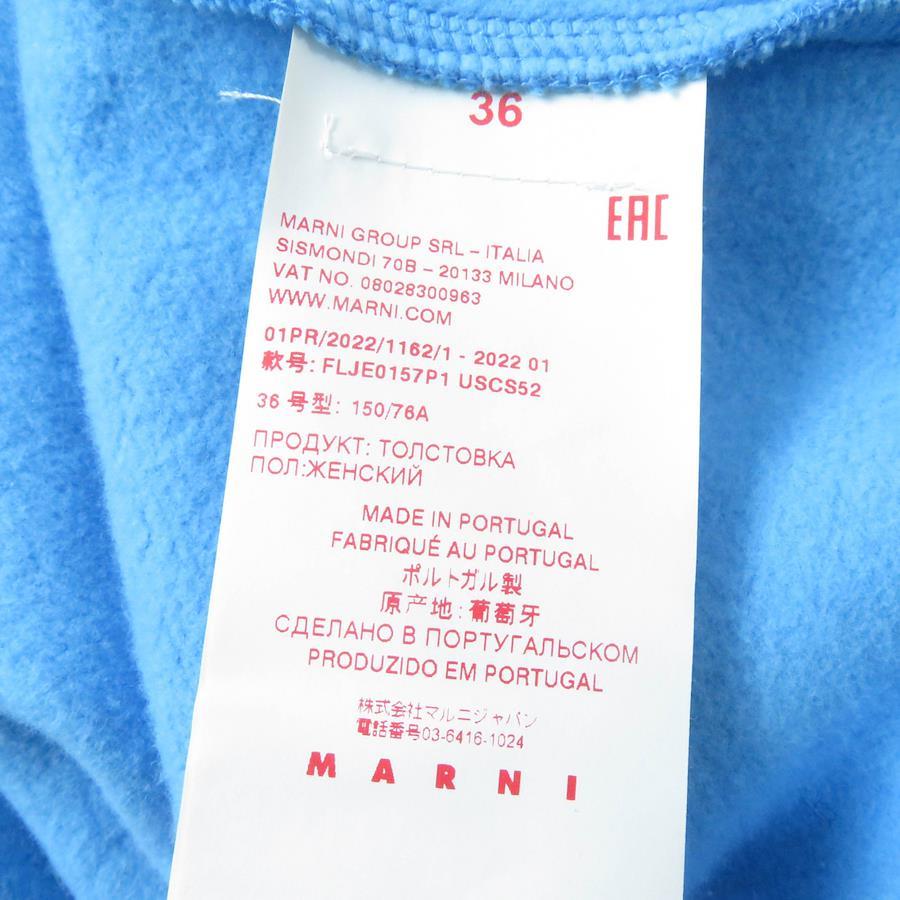 36
EAC
MARNI GROUP SRL – ITALIA
SISMONDI 70B – 20133 MILANO
VAT NO. 08028300963
WWW.MARNI.COM
01PR/2022/1162/1 - 2022 01
款号: FLJE0157P1 USCS52
36 号型: 150/76A
ПРОДУКТ: ТОЛСТОВКА
ПОЛ:ЖЕНСКИЙ
MADE IN PORTUGAL
FABRIQUÉ AU PORTUGAL
ポルトガル製
原产地: 葡萄牙
СДЕЛАНО В ПОРТУГАЛЬСКОМ
PRODUZIDO EM PORTUGAL
株式会社マルニジャパン
電話番号03-6416-1024
MARNI